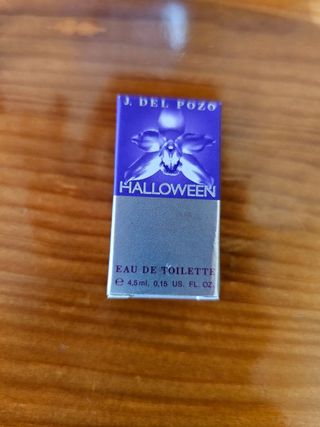 J. DEL POZO
HALLOWEEN
EAU DE TOILETTE
℮ 4,5ml. 0,15 US. FL. OZ.